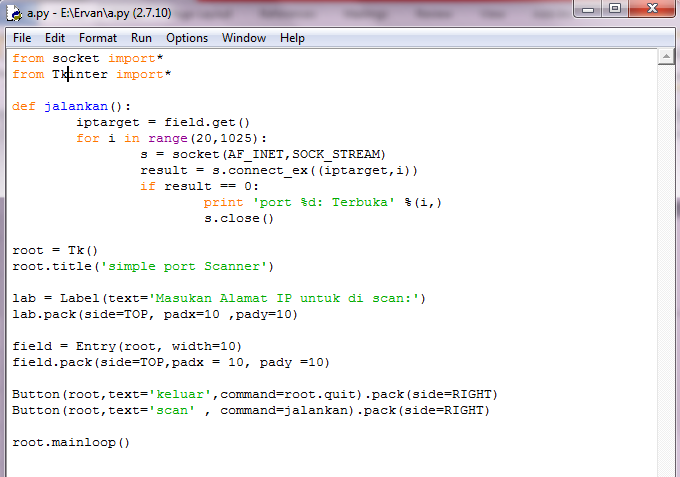 a.py - E:\Ervan\a.py (2.7.10)
File Edit Format Run Options Window Help
from socket import*
from Tkinter import*
def jalankan():
        iptarget = field.get()
        for i in range(20,1025):
                s = socket(AF_INET,SOCK_STREAM)
                result = s.connect_ex((iptarget,i))
                if result == 0:
                        print 'port %d: Terbuka' %(i,)
                        s.close()
root = Tk()
root.title('simple port Scanner')
lab = Label(text='Masukan Alamat IP untuk di scan:')
lab.pack(side=TOP, padx=10 ,pady=10)
field = Entry(root, width=10)
field.pack(side=TOP,padx = 10, pady =10)
Button(root,text='keluar',command=root.quit).pack(side=RIGHT)
Button(root,text='scan' , command=jalankan).pack(side=RIGHT)
root.mainloop()